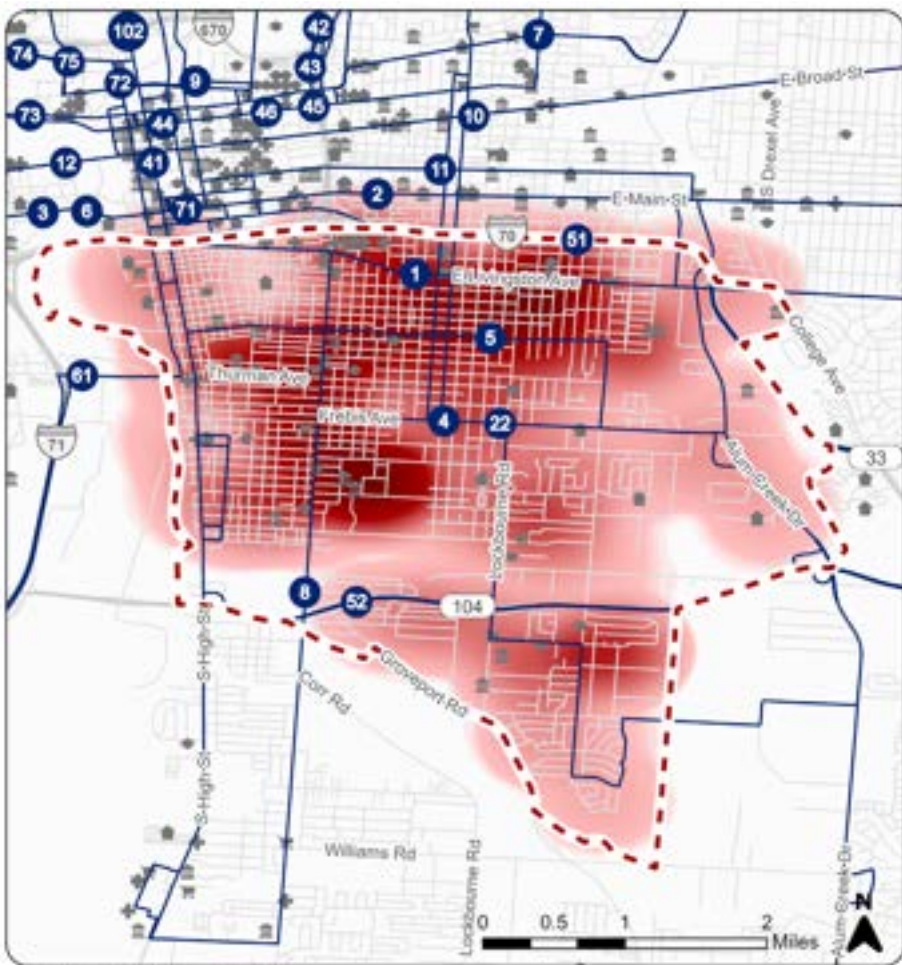 102
670
42
7
74
75
72
9
43
E-Broad-St
73
44
46
45
10
S Drexel Ave
12
41
11
3
6
71
2
E-Main-St
70
51
1
E Livingston Ave
5
College Ave
61
Thurman Ave
Frebis Ave
4
22
71
33
Alum-Creek-Dr
Lockbourne Rd
8
52
104
S-High-St
Groveport Rd
Corr Rd
S-High-St
Williams Rd
Lockbourne Rd
Alum-Creek-Dr
N
0 0.5 1 2
Miles